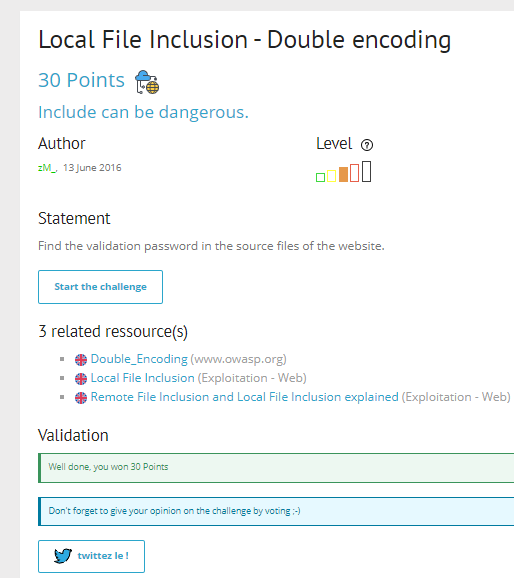 Local File Inclusion - Double encoding
30 Points
Include can be dangerous.
Author
Level
zM_, 13 June 2016
Statement
Find the validation password in the source files of the website.
Start the challenge
3 related ressource(s)
Double_Encoding (www.owasp.org)
Local File Inclusion (Exploitation - Web)
Remote File Inclusion and Local File Inclusion explained (Exploitation - Web)
Validation
Well done, you won 30 Points
Don't forget to give your opinion on the challenge by voting ;-)
twittez le !